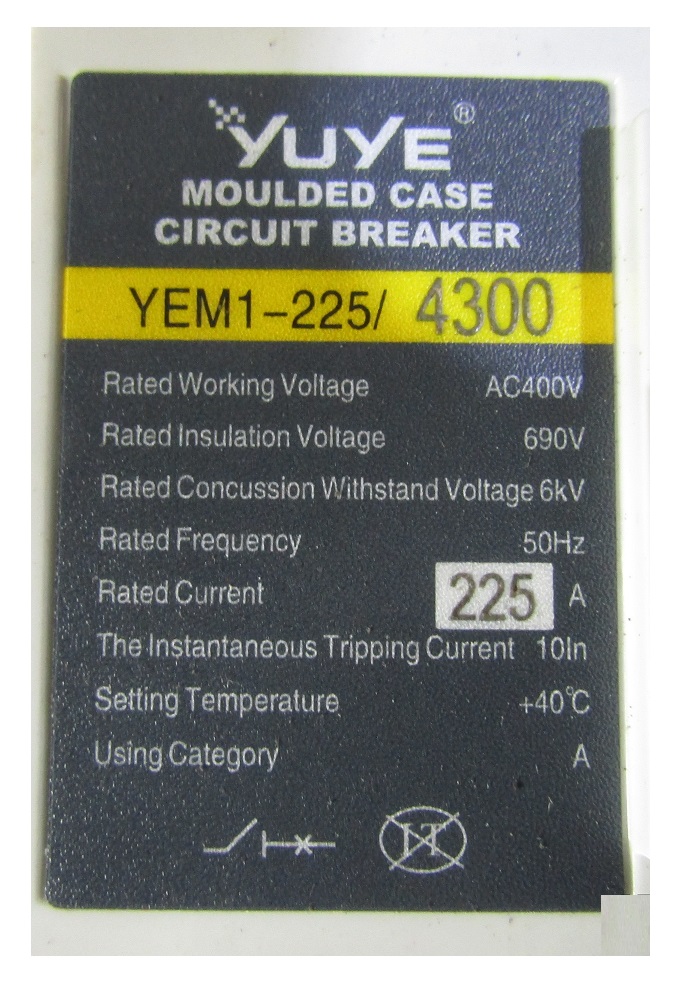 YUYE®
MOULDED CASE
CIRCUIT BREAKER
YEM1-225/ 4300
Rated Working Voltage AC400V
Rated Insulation Voltage 690V
Rated Concussion Withstand Voltage 6kV
Rated Frequency 50Hz
Rated Current 225 A
The Instantaneous Tripping Current 10In
Setting Temperature +40℃
Using Category A
IT